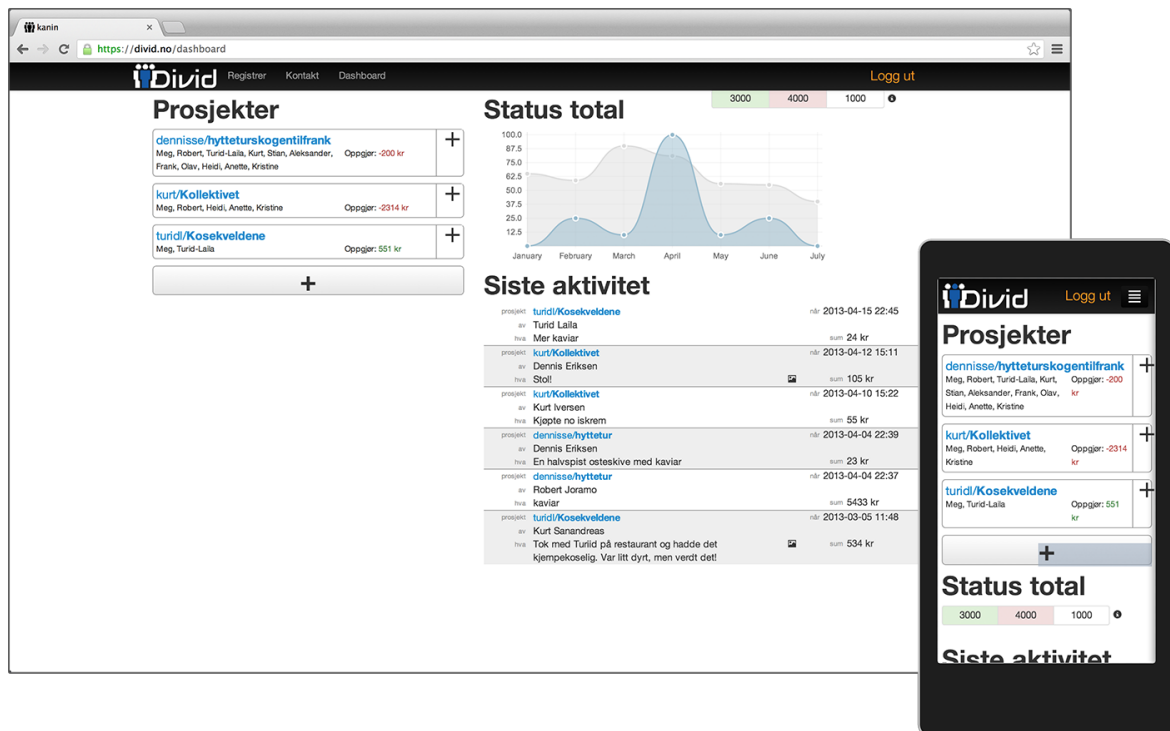 kanin
https://divid.no/dashboard
Divid Registrer Kontakt Dashboard Logg ut
Prosjekter
dennisse/hytteturskogentilfrank
Meg, Robert, Turid-Laila, Kurt, Stian, Aleksander, Oppgjør: -200 kr
Frank, Olav, Heidi, Anette, Kristine
kurt/Kollektivet
Meg, Robert, Heidi, Anette, Kristine Oppgjør: -2314 kr
turidl/Kosekveldene
Meg, Turid-Laila Oppgjør: 551 kr
+
Status total
3000 4000 1000
100.0
87.5
75.0
62.5
50.0
37.5
25.0
12.5
January February March April May June July
Siste aktivitet
prosjekt turidl/Kosekveldene når 2013-04-15 22:45
av Turid Laila
hva Mer kaviar sum 24 kr
prosjekt kurt/Kollektivet når 2013-04-12 15:11
av Dennis Eriksen
hva Stol! sum 105 kr
prosjekt kurt/Kollektivet når 2013-04-10 15:22
av Kurt Iversen
hva Kjøpte no iskrem sum 55 kr
prosjekt dennisse/hyttetur når 2013-04-04 22:39
av Dennis Eriksen
hva En halvspist osteskive med kaviar sum 23 kr
prosjekt dennisse/hyttetur når 2013-04-04 22:37
av Robert Joramo
hva kaviar sum 5433 kr
prosjekt turidl/Kosekveldene når 2013-03-05 11:48
av Kurt Sanandreas
hva Tok med Turiid på restaurant og hadde det sum 534 kr
kjempekoselig. Var litt dyrt, men verdt det!
Divid Logg ut
Prosjekter
dennisse/hytteturskogentilfrank
Meg, Robert, Turid-Laila, Kurt, Oppgjør: -200
Stian, Aleksander, Frank, Olav, kr
Heidi, Anette, Kristine
kurt/Kollektivet
Meg, Robert, Heidi, Anette, Oppgjør: -2314
Kristine kr
turidl/Kosekveldene
Meg, Turid-Laila Oppgjør: 551
kr
+
Status total
3000 4000 1000
Siste aktivitet